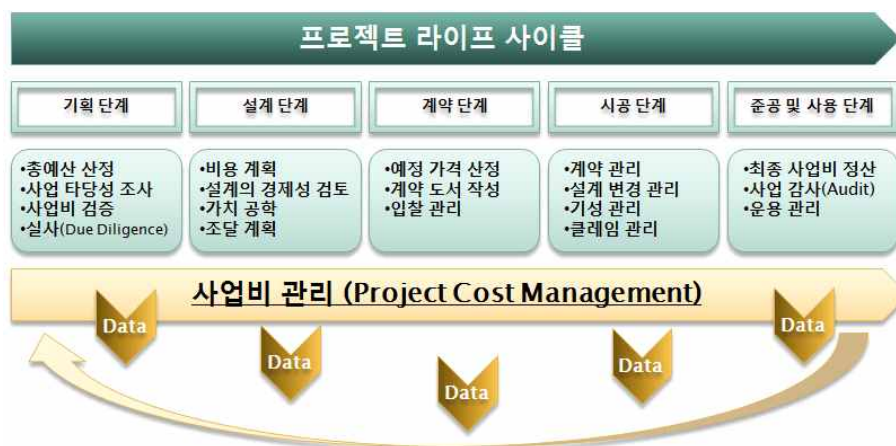 프로젝트 라이프 사이클
기획 단계
설계 단계
계약 단계
시공 단계
준공 및 사용 단계
•총예산 산정
•사업 타당성 조사
•사업비 검증
•실사(Due Diligence)
•비용 계획
•설계의 경제성 검토
•가치 공학
•조달 계획
•예정 가격 산정
•계약 도서 작성
•입찰 관리
•계약 관리
•설계 변경 관리
•기성 관리
•클레임 관리
•최종 사업비 정산
•사업 감사(Audit)
•운용 관리
사업비 관리 (Project Cost Management)
Data
Data
Data
Data
Data